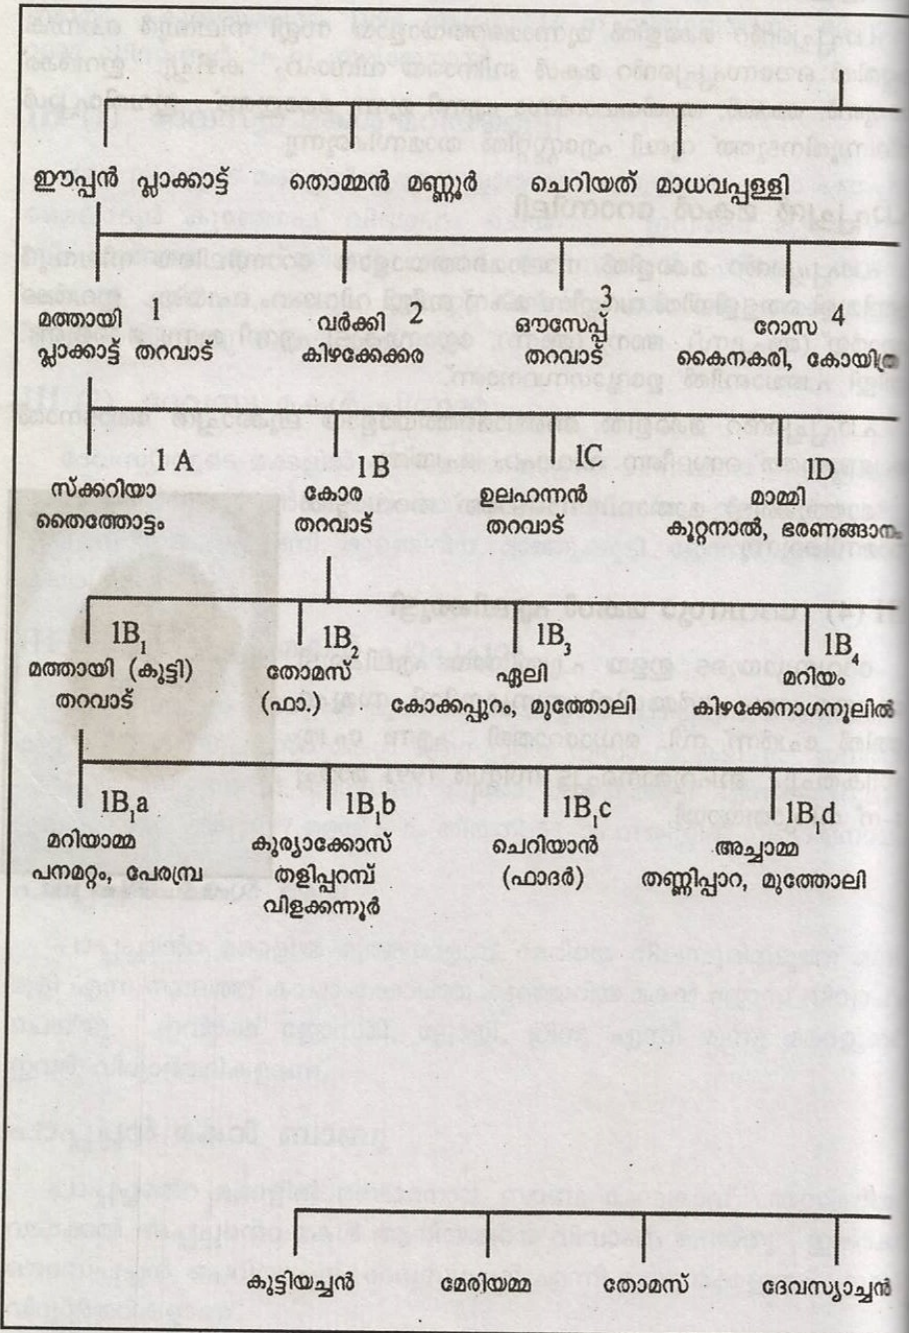 ഈപ്പൻ പ്ലാക്കാട്ട് തൊമ്മൻ മണ്ണൂർ ചെറിയത് മാധവപ്പള്ളി
മത്തായി 1 വർക്കി 2 ഔസേപ്പ് 3 റോസ 4
പ്ലാക്കാട്ട് തറവാട് കിഴക്കേക്കര തറവാട് കൈനകരി, കോയിത്ര
1 A 1B 1C 1D
സ്ക്കറിയാ കോര ഉലഹന്നൻ മാമ്മി
തൈത്തോട്ടം തറവാട് തറവാട് കൂറ്റനാൽ, ഭരണങ്ങാനം
1B₁ 1B₂ 1B₃ 1B₄
മത്തായി (കുട്ടി) തോമസ് ഏലി മറിയം
തറവാട് (ഫാ.) കോക്കപ്പുറം, മുത്തോലി കിഴക്കേനാഗനൂലിൽ
1B₁a 1B₁b 1B₁c 1B₁d
മറിയാമ്മ കുര്യാക്കോസ് ചെറിയാൻ അച്ചാമ്മ
പനമറ്റം, പേരമ്പ്ര തളിപ്പറമ്പ് (ഫാദർ) തണ്ണിപ്പാറ, മുത്തോലി
വിളക്കന്നൂർ
കുട്ടിയച്ചൻ മേരിയമ്മ തോമസ് ദേവസ്യാച്ചൻ